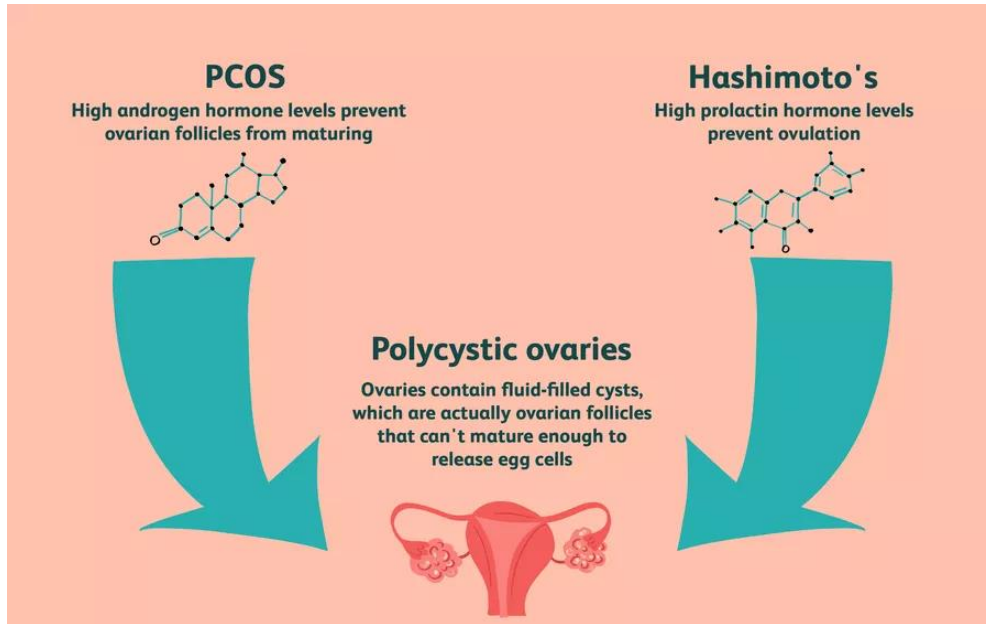 PCOS
High androgen hormone levels prevent
ovarian follicles from maturing
O
Hashimoto's
High prolactin hormone levels
prevent ovulation
O
Polycystic ovaries
Ovaries contain fluid-filled cysts,
which are actually ovarian follicles
that can't mature enough to
release egg cells